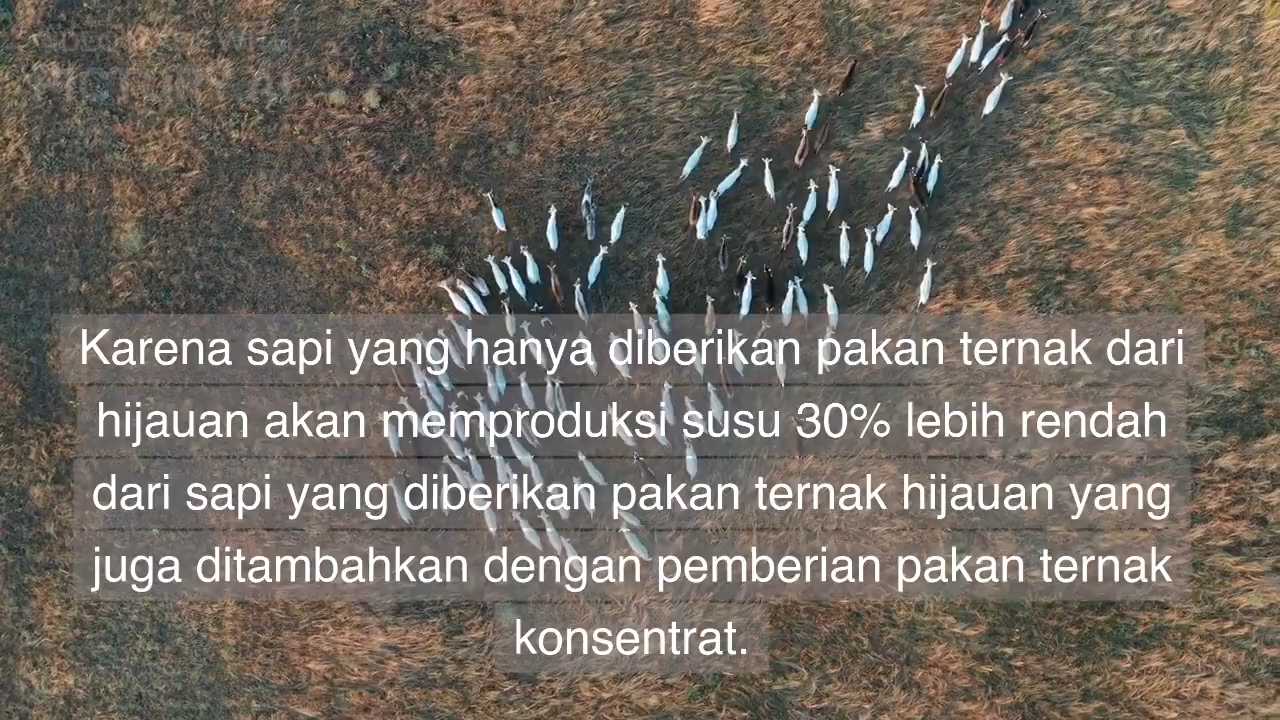 Karena sapi yang hanya diberikan pakan ternak dari
hijauan akan memproduksi susu 30% lebih rendah
dari sapi yang diberikan pakan ternak hijauan yang
juga ditambahkan dengan pemberian pakan ternak
konsentrat.